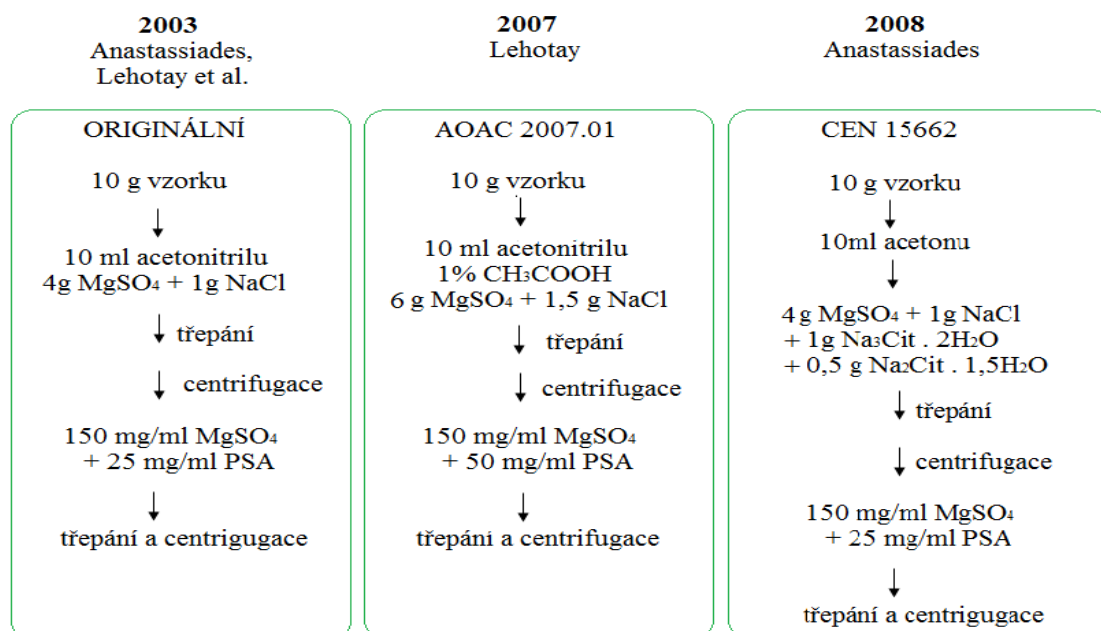 2003
Anastassiades,
Lehotay et al.
ORIGINÁLNÍ
10 g vzorku
10 ml acetonitrilu
4g MgSO₄ + 1g NaCl
třepání
centrifugace
150 mg/ml MgSO₄
+ 25 mg/ml PSA
třepání a centrigugace
2007
Lehotay
AOAC 2007.01
10 g vzorku
10 ml acetonitrilu
1% CH₃COOH
6 g MgSO₄ + 1,5 g NaCl
třepání
centrifugace
150 mg/ml MgSO₄
+ 50 mg/ml PSA
třepáni a centrifugace
2008
Anastassiades
CEN 15662
10 g vzorku
10ml acetonu
4g MgSO₄ + 1g NaCl
+ 1g Na₃Cit . 2H₂O
+ 0,5 g Na₂Cit . 1,5H₂O
třepání
centrifugace
150 mg/ml MgSO₄
+ 25 mg/ml PSA
třepání a centrigugace